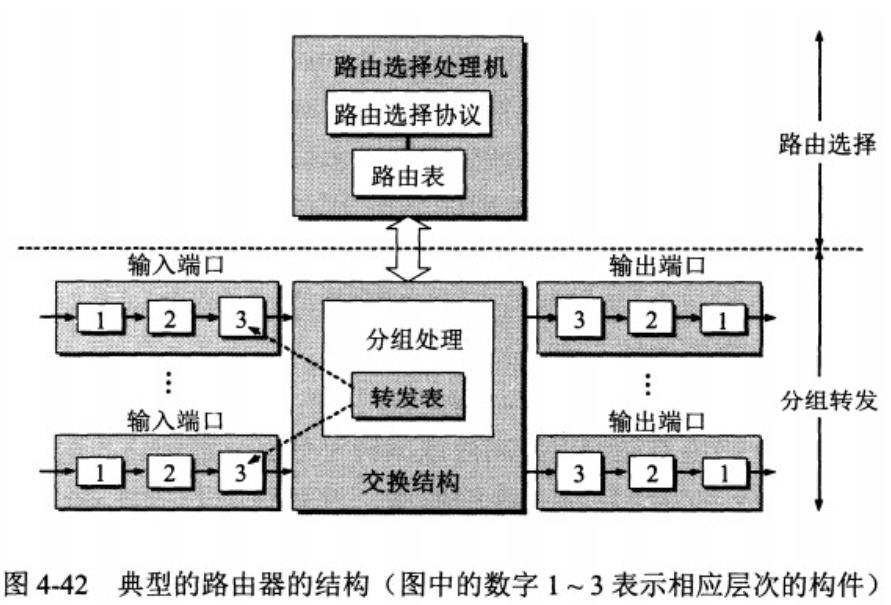 路由选择处理机
路由选择协议
路由表
路由选择
输入端口
输出端口
1 2 3
分组处理
3 2 1
转发表
分组转发
输入端口
输出端口
1 2 3
3 2 1
交换结构
图 4-42 典型的路由器的结构（图中的数字 1 ~ 3 表示相应层次的构件）